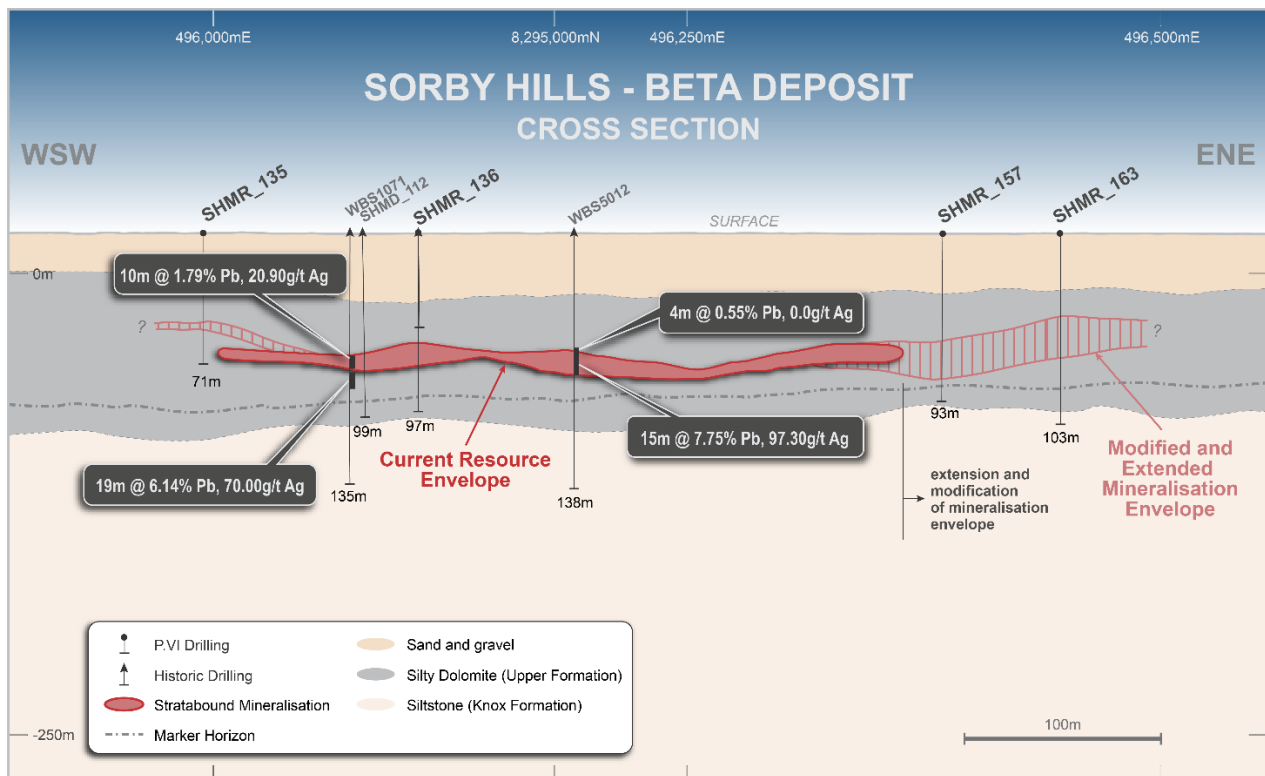 496,000mE
8,295,000mN
496,250mE
496,500mE
SORBY HILLS - BETA DEPOSIT
CROSS SECTION
WSW
ENE
SHMR_135
WBS1071
SHMD_112
SHMR_136
WBS5012
SURFACE
SHMR_157
SHMR_163
0m
10m @ 1.79% Pb, 20.90g/t Ag
4m @ 0.55% Pb, 0.0g/t Ag
?
?
71m
99m
97m
93m
103m
19m @ 6.14% Pb, 70.00g/t Ag
135m
Current Resource
Envelope
138m
15m @ 7.75% Pb, 97.30g/t Ag
extension and
modification
of mineralisation
envelope
Modified and
Extended
Mineralisation
Envelope
P.VI Drilling
Historic Drilling
Stratabound Mineralisation
Marker Horizon
Sand and gravel
Silty Dolomite (Upper Formation)
Siltstone (Knox Formation)
100m
-250m